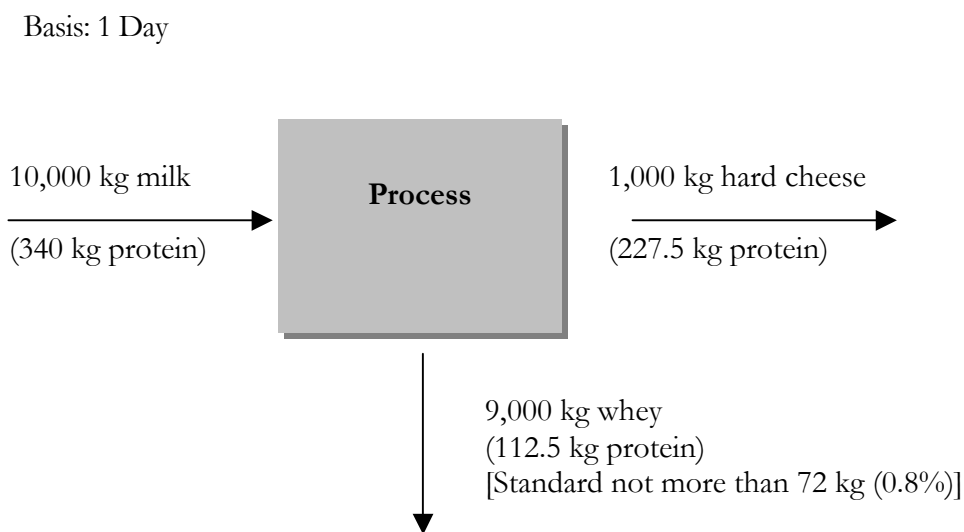 Basis: 1 Day
10,000 kg milk
(340 kg protein)
Process
1,000 kg hard cheese
(227.5 kg protein)
9,000 kg whey
(112.5 kg protein)
[Standard not more than 72 kg (0.8%)]